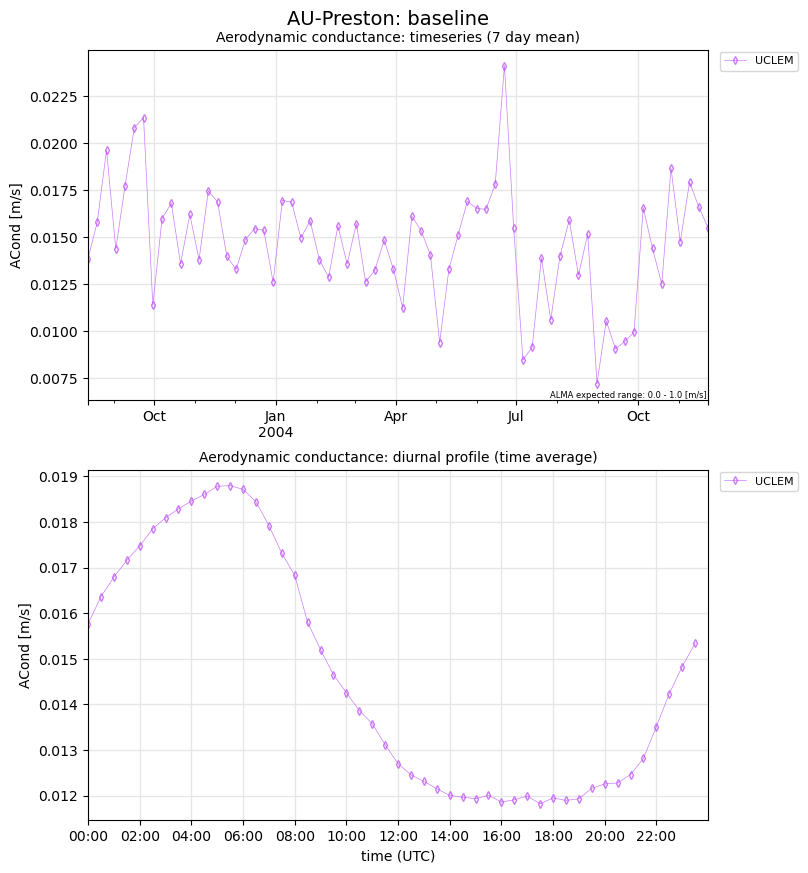 AU-Preston: baseline
Aerodynamic conductance: timeseries (7 day mean)
UCLEM
0.0225
0.0200
0.0175
0.0150
0.0125
0.0100
0.0075
ACond [m/s]
ALMA expected range: 0.0 - 1.0 [m/s]
Oct Jan Apr Jul Oct
2004
Aerodynamic conductance: diurnal profile (time average)
UCLEM
0.019
0.018
0.017
0.016
0.015
0.014
0.013
0.012
ACond [m/s]
00:00 02:00 04:00 06:00 08:00 10:00 12:00 14:00 16:00 18:00 20:00 22:00
time (UTC)